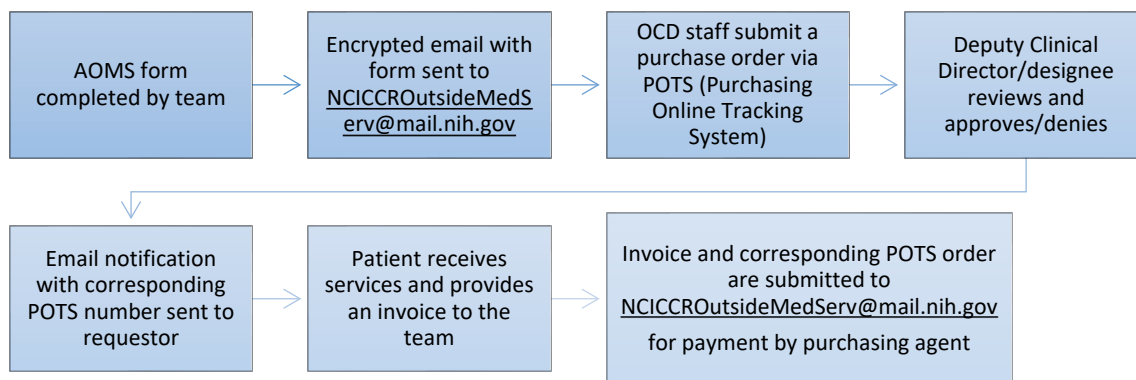 AOMS form
completed by team
Encrypted email with
form sent to
NCICCROutsideMedS
erv@mail.nih.gov
OCD staff submit a
purchase order via
POTS (Purchasing
Online Tracking
System)
Deputy Clinical
Director/designee
reviews and
approves/denies
Email notification
with corresponding
POTS number sent to
requestor
Patient receives
services and provides
an invoice to the
team
Invoice and corresponding POTS order
are submitted to
NCICCROutsideMedServ@mail.nih.gov
for payment by purchasing agent